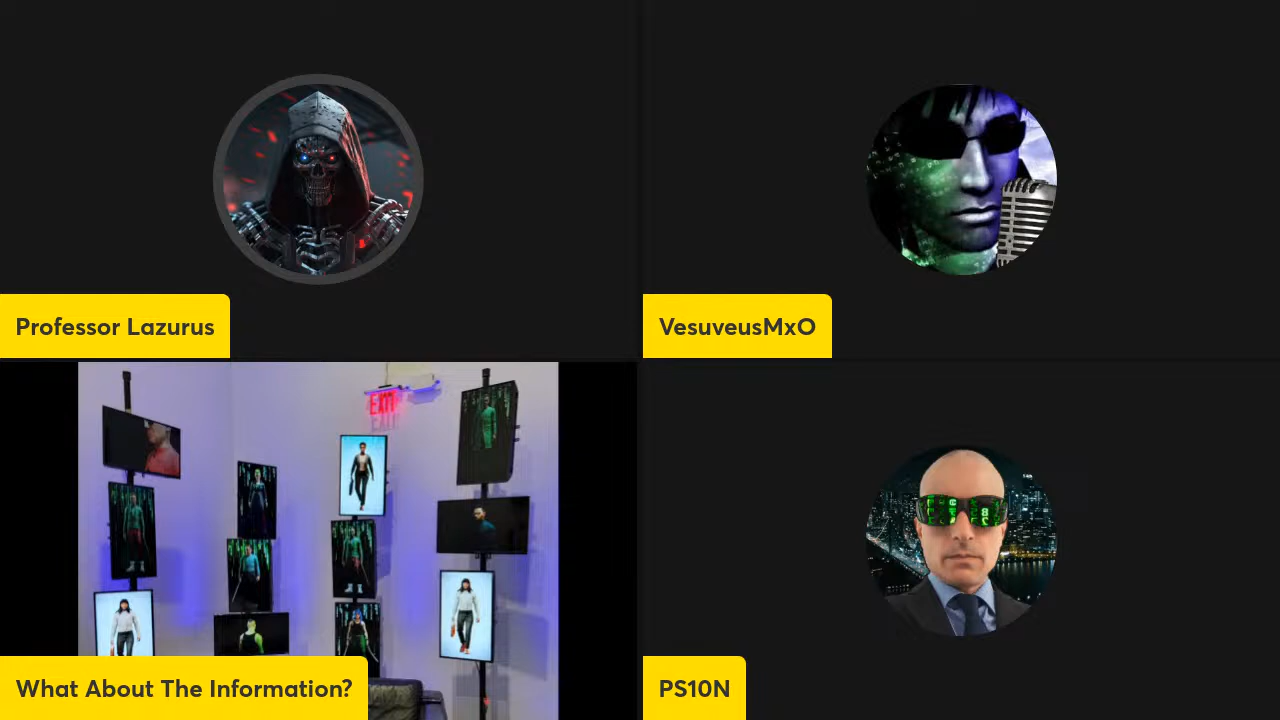 Professor Lazurus
VesuveusMxO
EXIT
What About The Information?
PS10N